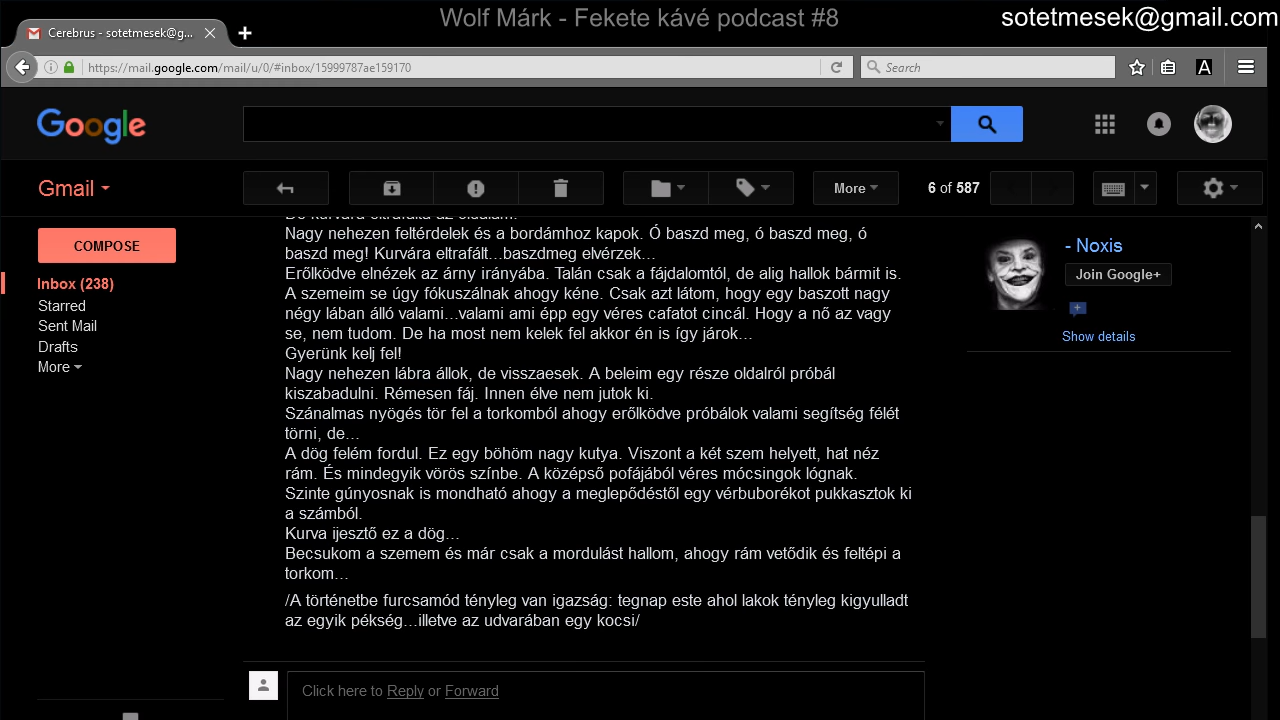 Wolf Márk - Fekete kávé podcast #8
sotetmesek@gmail.com
Cerebrus - sotetmesek@g...
https://mail.google.com/mail/u/0/#inbox/15999787ae159170
Search
A
Google
Gmail
More
6 of 587
COMPOSE
Inbox (238)
Starred
Sent Mail
Drafts
More
De kurvára eltrafálta az oldalam!
Nagy nehezen feltérdelek és a bordámhoz kapok. Ó baszd meg, ó baszd meg, ó
baszd meg! Kurvára eltrafált...baszdmeg elvérzek...
Erőlködve elnézek az árny irányába. Talán csak a fájdalomtól, de alig hallok bármit is.
A szemeim se úgy fókuszálnak ahogy kéne. Csak azt látom, hogy egy baszott nagy
négy lában álló valami...valami ami épp egy véres cafatot cincál. Hogy a nő az vagy
se, nem tudom. De ha most nem kelek fel akkor én is így járok...
Gyerünk kelj fel!
Nagy nehezen lábra állok, de visszaesek. A beleim egy része oldalról próbál
kiszabadulni. Rémesen fáj. Innen élve nem jutok ki.
Szánalmas nyögés tör fel a torkomból ahogy erőlködve próbálok valami segítség félét
törni, de...
A dög felém fordul. Ez egy böhöm nagy kutya. Viszont a két szem helyett, hat néz
rám. És mindegyik vörös színbe. A középső pofájából véres mócsingok lógnak.
Szinte gúnyosnak is mondható ahogy a meglepődéstől egy vérbuborékot pukkasztok ki
a számból.
Kurva ijesztő ez a dög...
Becsukom a szemem és már csak a mordulást hallom, ahogy rám vetődik és feltépi a
torkom...
/A történetbe furcsamód tényleg van igazság: tegnap este ahol lakok tényleg kigyulladt
az egyik pékség...illetve az udvarában egy kocsi/
Click here to Reply or Forward
- Noxis
Join Google+
Show details